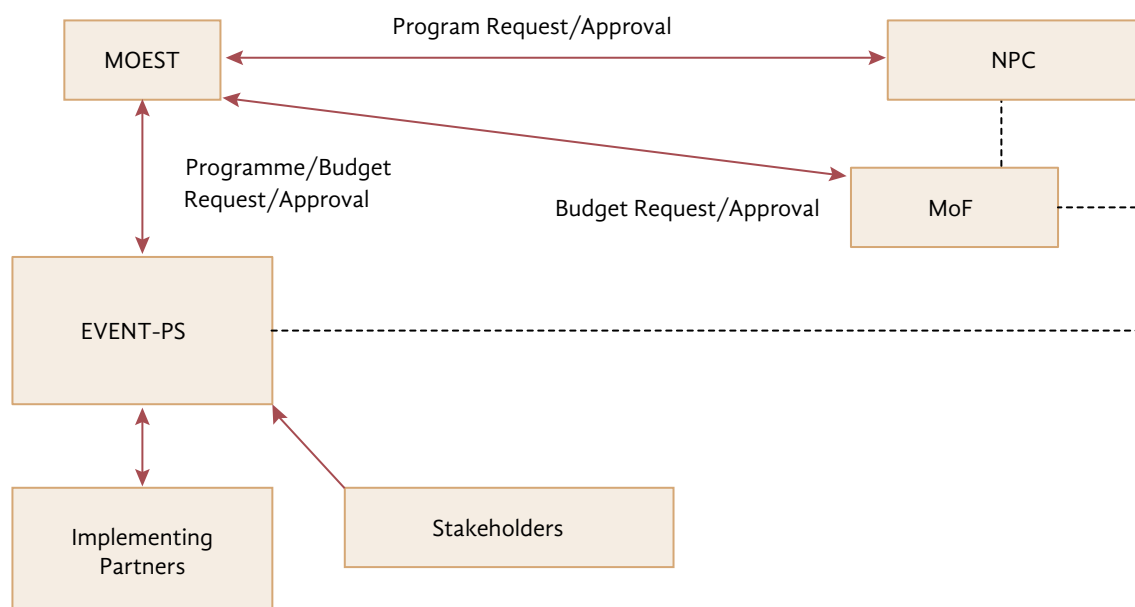 Program Request/Approval
MOEST
NPC
Programme/Budget
Request/Approval
Budget Request/Approval
MoF
EVENT-PS
Implementing
Partners
Stakeholders